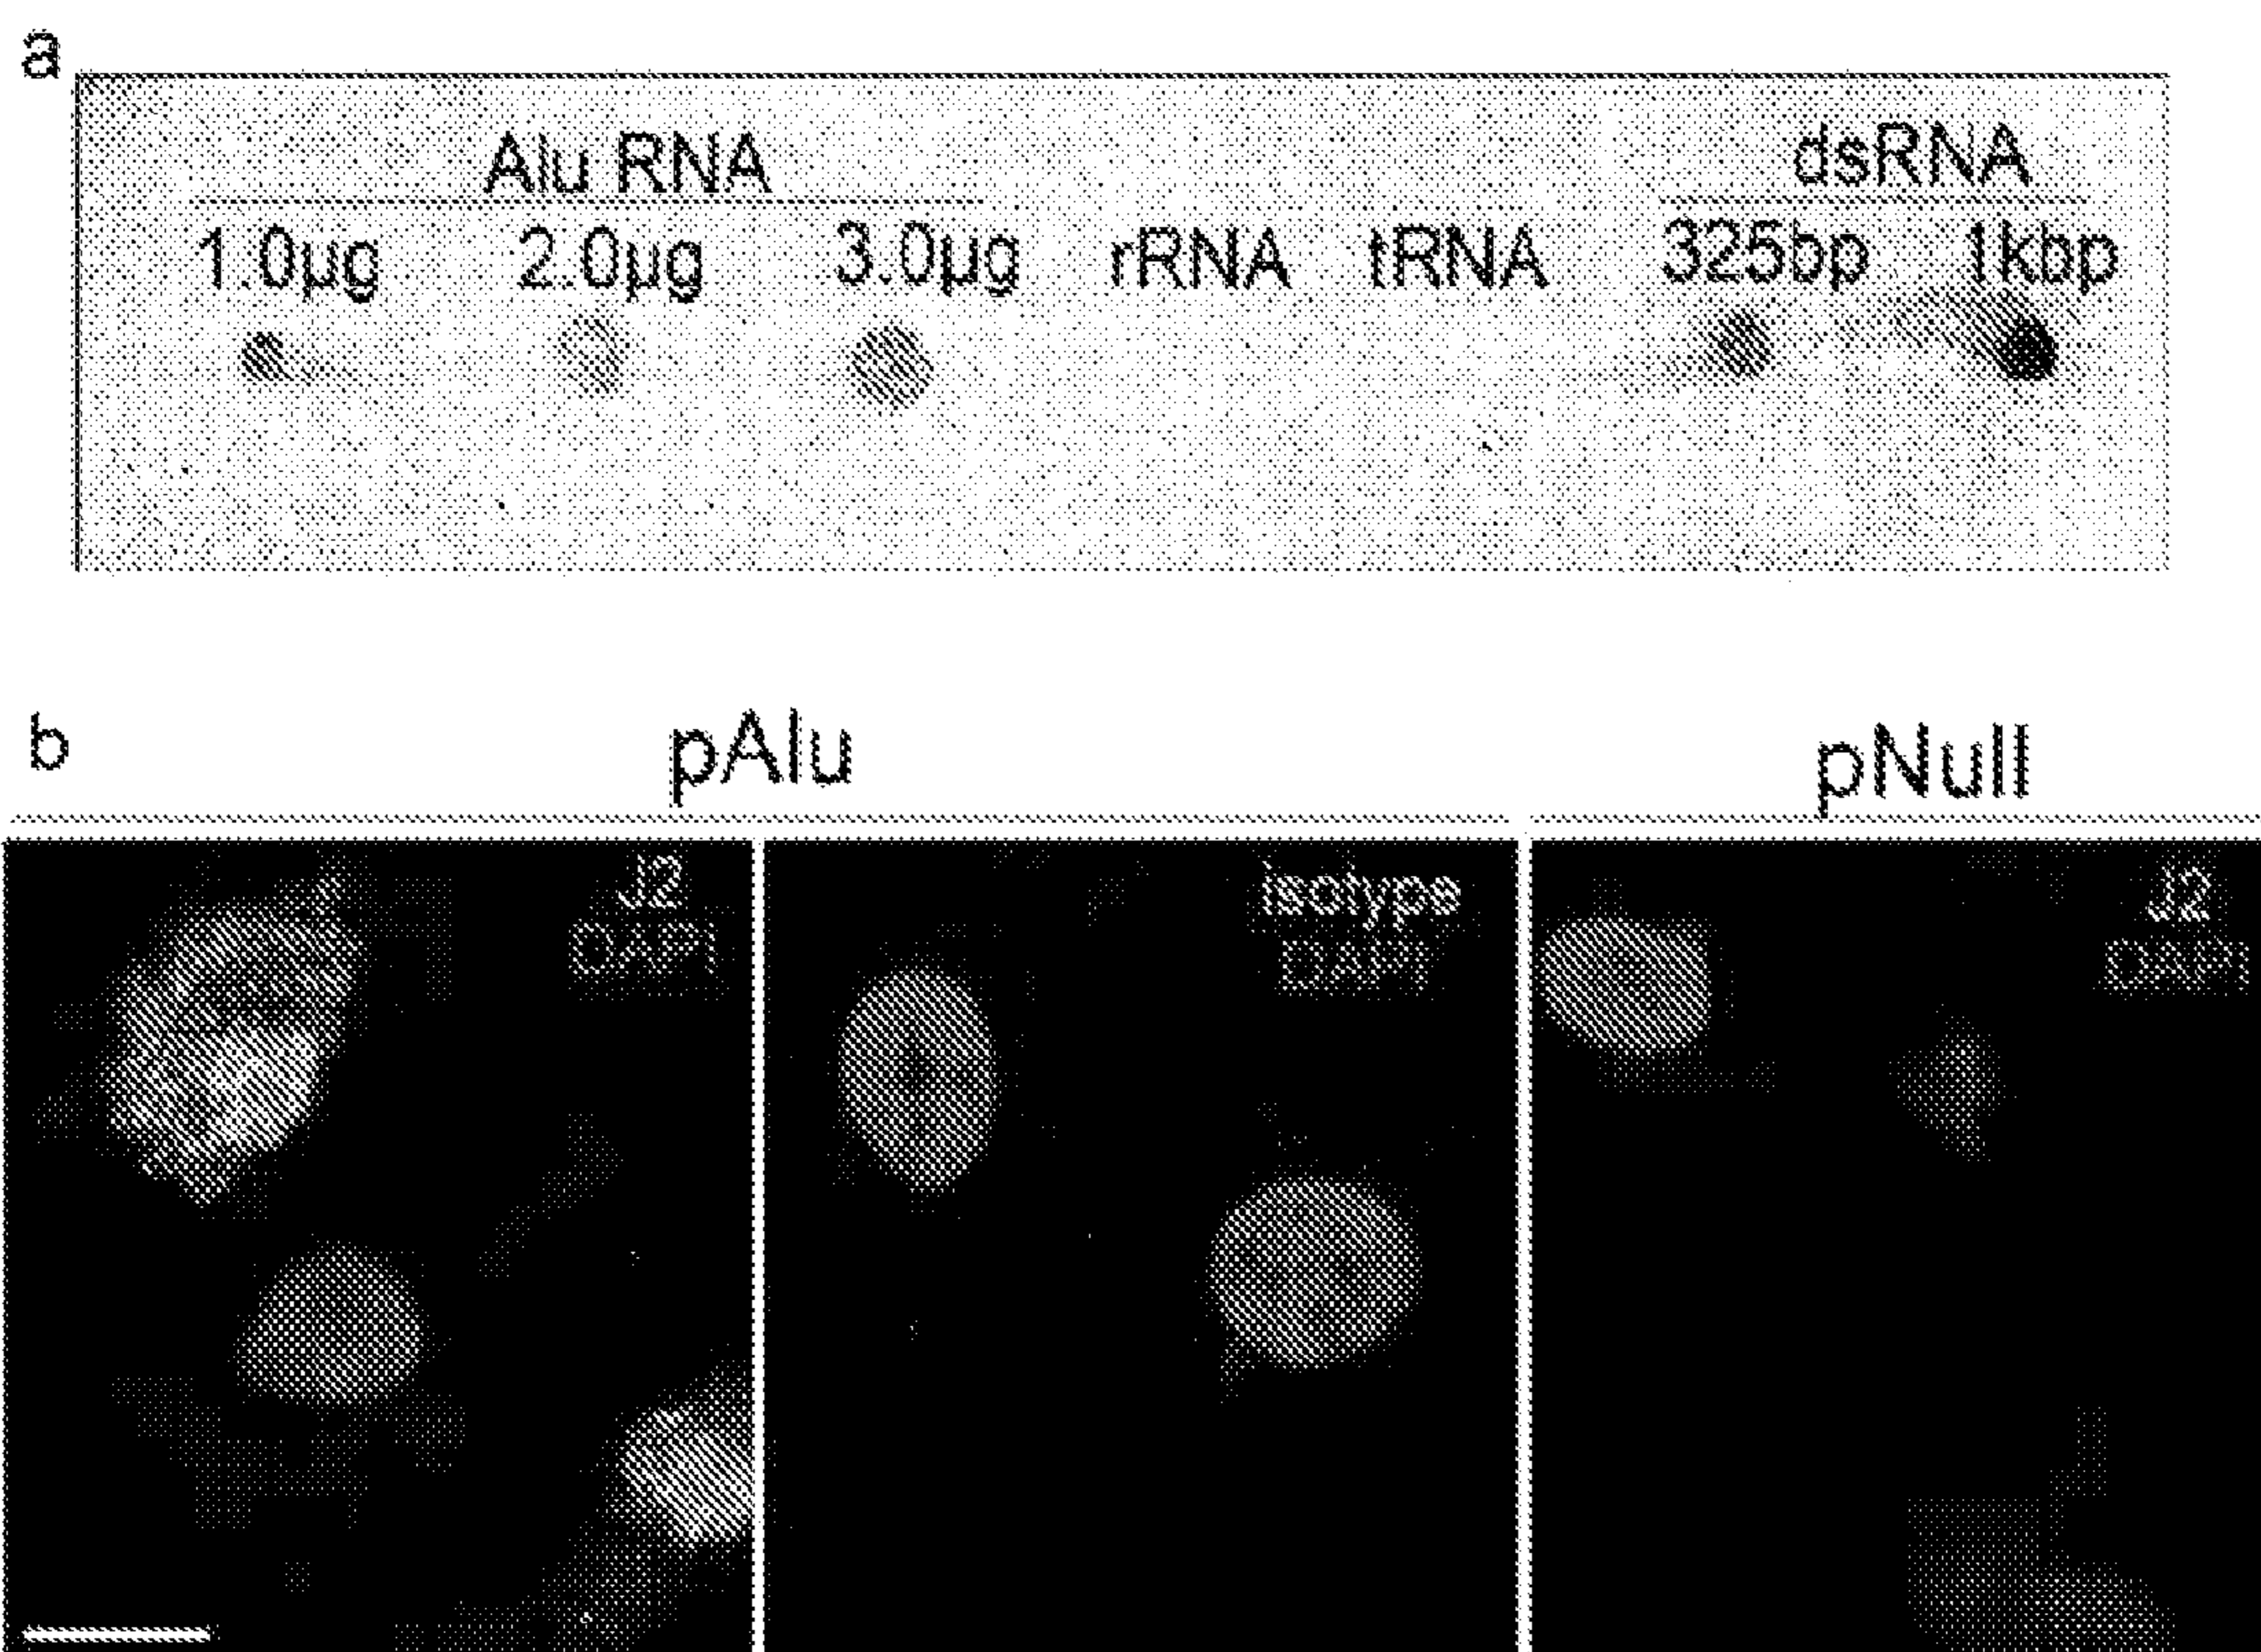 a
Alu RNA dsRNA
1.0µg 2.0µg 3.0µg rRNA tRNA 325bp 1kbp
b pAlu pNull
J2 isotype J2
DAPI DAPI DAPI